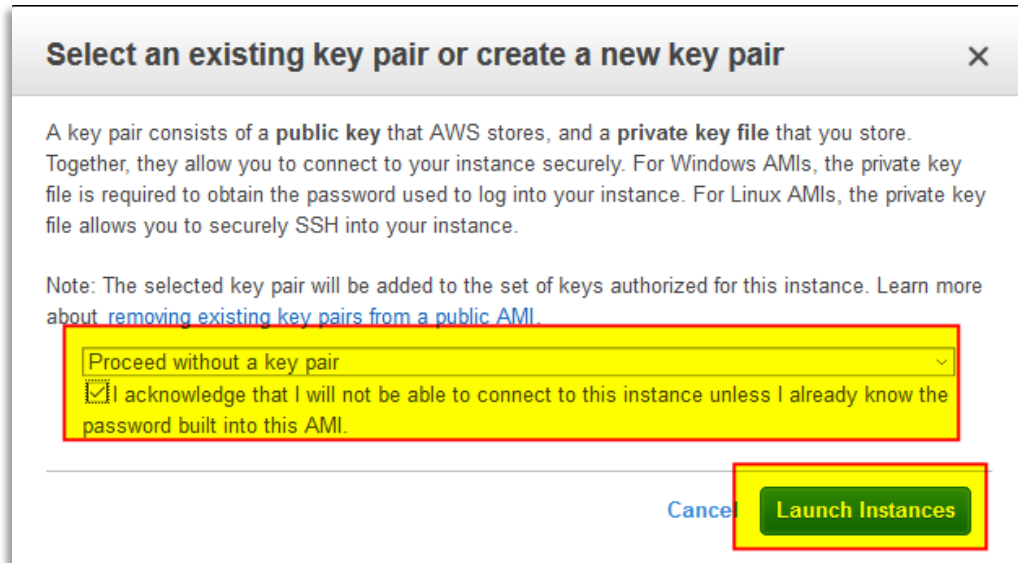 Select an existing key pair or create a new key pair
A key pair consists of a public key that AWS stores, and a private key file that you store.
Together, they allow you to connect to your instance securely. For Windows AMIs, the private key
file is required to obtain the password used to log into your instance. For Linux AMIs, the private key
file allows you to securely SSH into your instance.
Note: The selected key pair will be added to the set of keys authorized for this instance. Learn more
about removing existing key pairs from a public AMI.
Proceed without a key pair
I acknowledge that I will not be able to connect to this instance unless I already know the
password built into this AMI.
Cancel Launch Instances